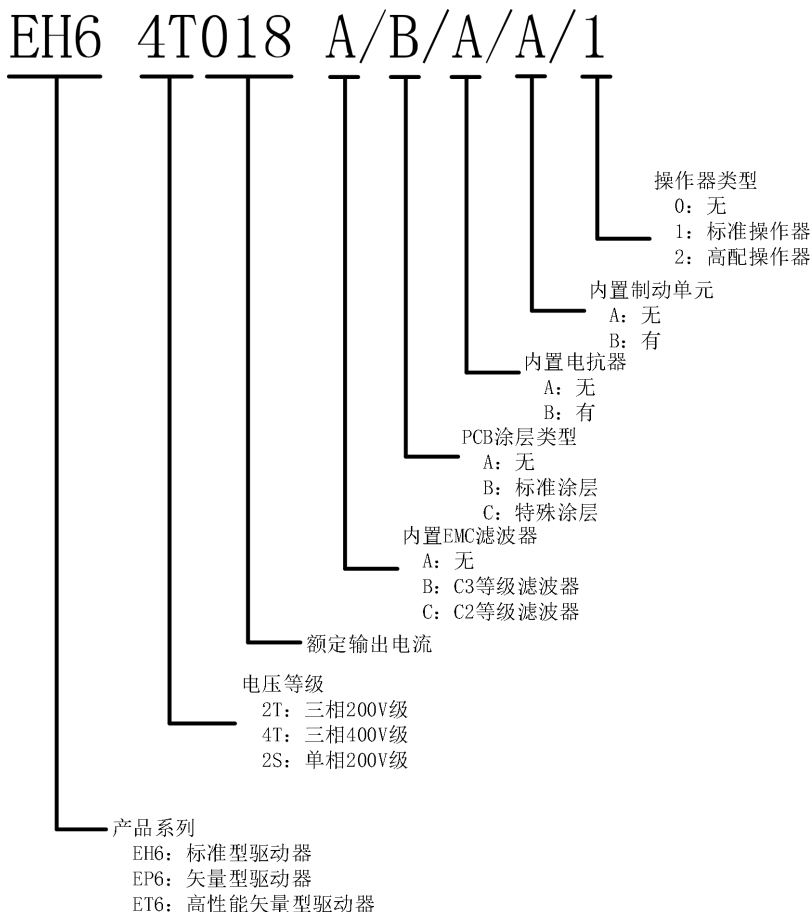 EH6 4T018 A/B/A/A/1
操作器类型
0: 无
1: 标准操作器
2: 高配操作器
内置制动单元
A: 无
B: 有
内置电抗器
A: 无
B: 有
PCB涂层类型
A: 无
B: 标准涂层
C: 特殊涂层
内置EMC滤波器
A: 无
B: C3等级滤波器
C: C2等级滤波器
额定输出电流
电压等级
2T: 三相200V级
4T: 三相400V级
2S: 单相200V级
产品系列
EH6: 标准型驱动器
EP6: 矢量型驱动器
ET6: 高性能矢量型驱动器